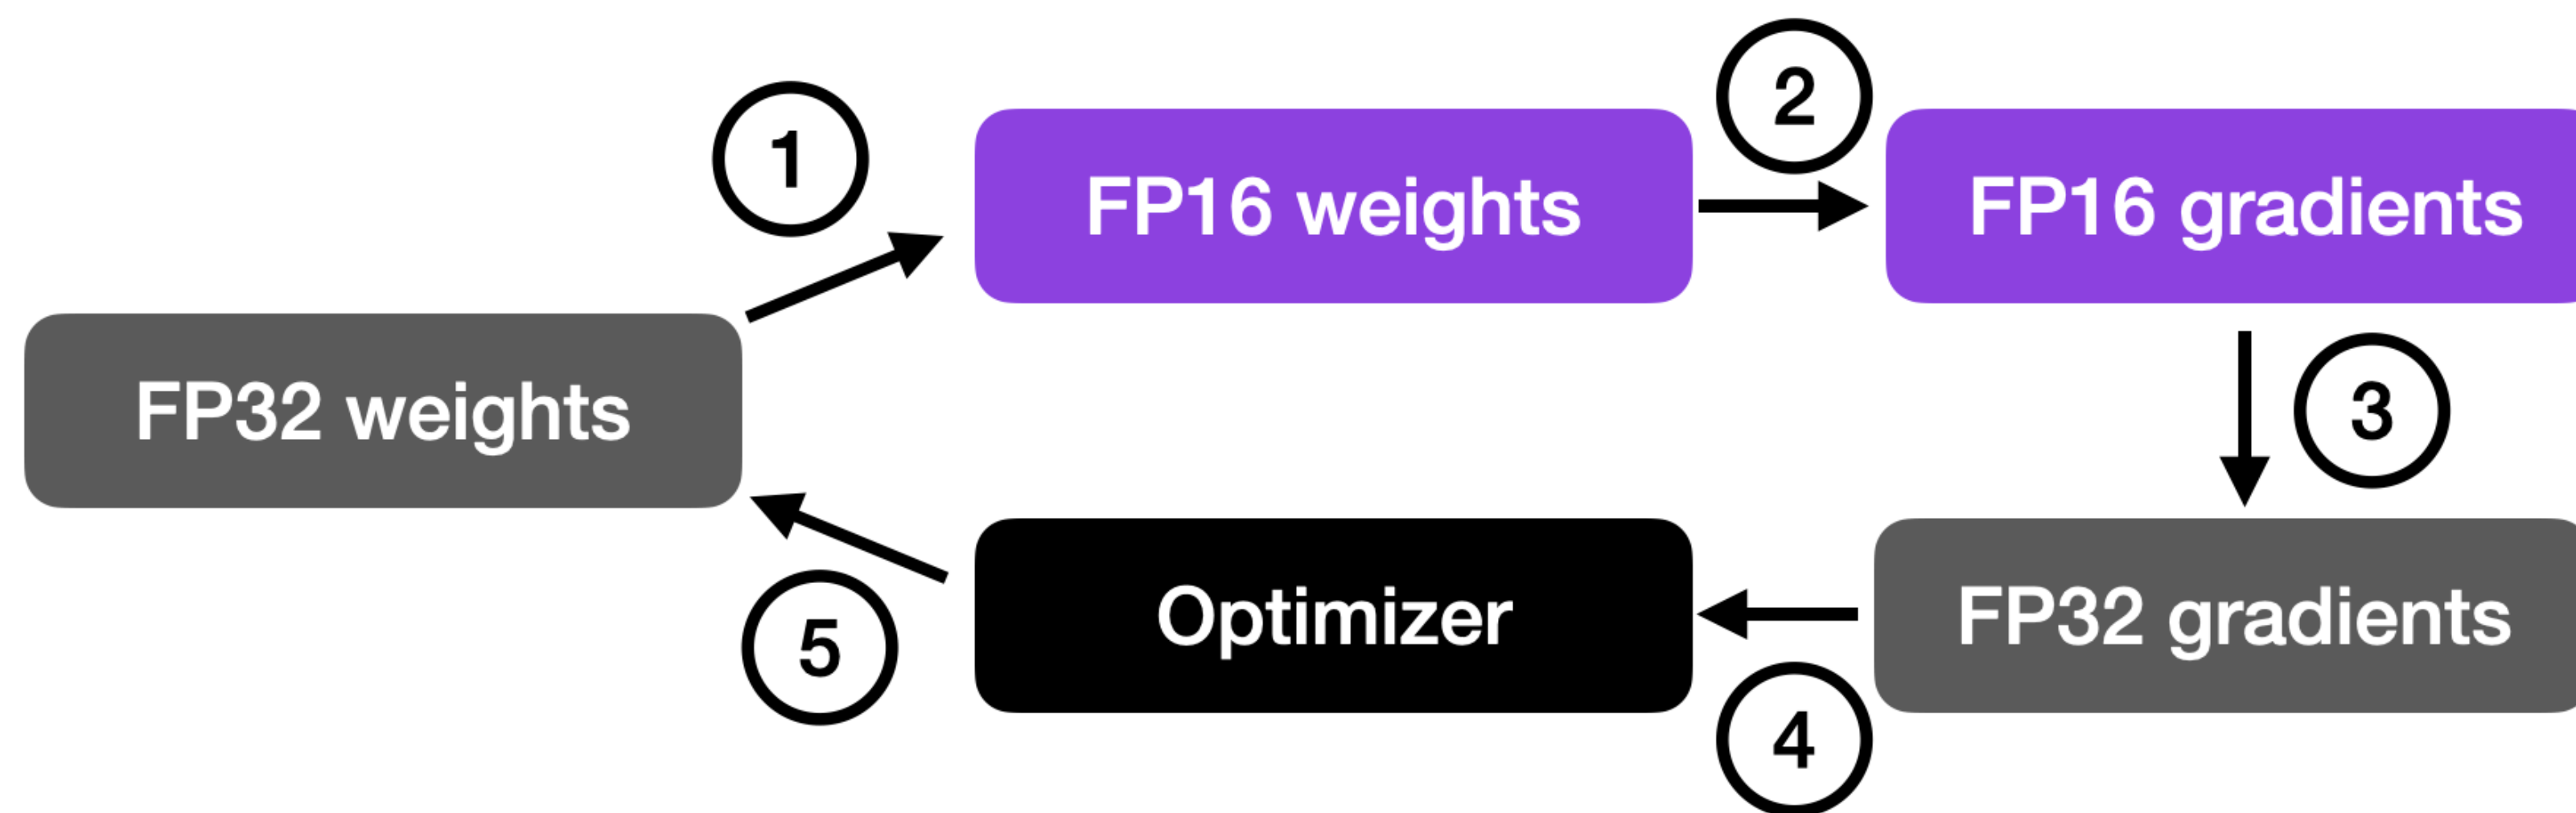 1
FP16 weights
2
FP16 gradients
3
FP32 weights
FP32 gradients
4
Optimizer
5